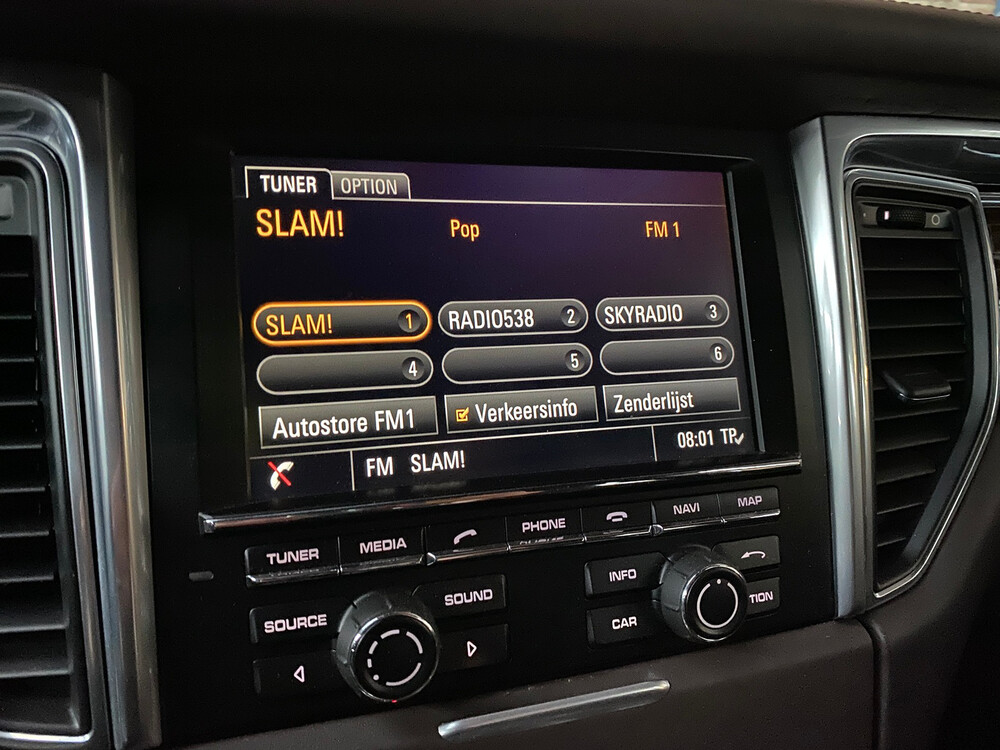 TUNER OPTION
SLAM! Pop FM 1
SLAM! 1 RADIO538 2 SKYRADIO 3
4 5 6
Autostore FM1 Verkeersinfo Zenderlijst
FM SLAM! 08:01 TP
TUNER MEDIA PHONE NAVI MAP
SOURCE SOUND INFO
CAR TION